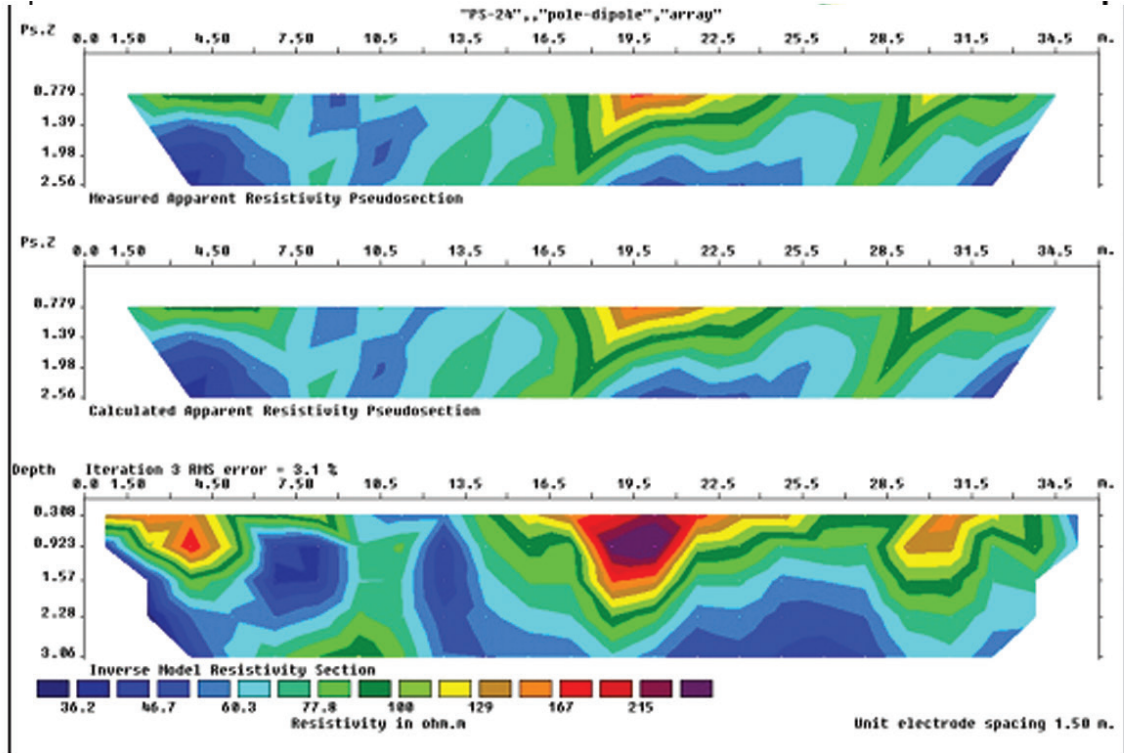 "PS-24",,"pole-dipole","array"
Ps.Z 0.0 1.50 4.50 7.50 10.5 13.5 16.5 19.5 22.5 25.5 28.5 31.5 34.5 m.
0.779
1.39
1.98
2.56
Measured Apparent Resistivity Pseudosection
Ps.Z 0.0 1.50 4.50 7.50 10.5 13.5 16.5 19.5 22.5 25.5 28.5 31.5 34.5 m.
0.779
1.39
1.98
2.56
Calculated Apparent Resistivity Pseudosection
Depth Iteration 3 RMS error = 3.1 %
0.0 1.50 4.50 7.50 10.5 13.5 16.5 19.5 22.5 25.5 28.5 31.5 34.5 m.
0.308
0.923
1.57
2.28
3.06
Inverse Model Resistivity Section
36.2 46.7 60.3 77.8 100 129 167 215
Resistivity in ohm.m Unit electrode spacing 1.50 m.